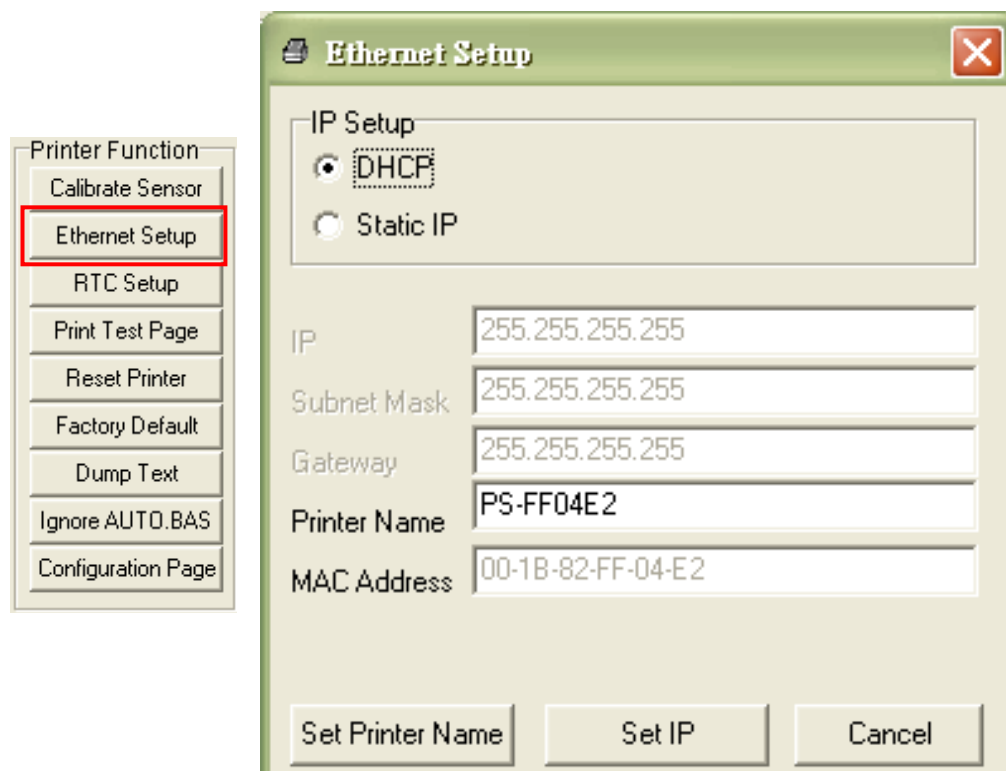 Printer Function
Calibrate Sensor
Ethernet Setup
RTC Setup
Print Test Page
Reset Printer
Factory Default
Dump Text
Ignore AUTO.BAS
Configuration Page
Ethernet Setup
IP Setup
DHCP
Static IP
IP 255.255.255.255
Subnet Mask 255.255.255.255
Gateway 255.255.255.255
Printer Name PS-FF04E2
MAC Address 00-1B-82-FF-04-E2
Set Printer Name Set IP Cancel